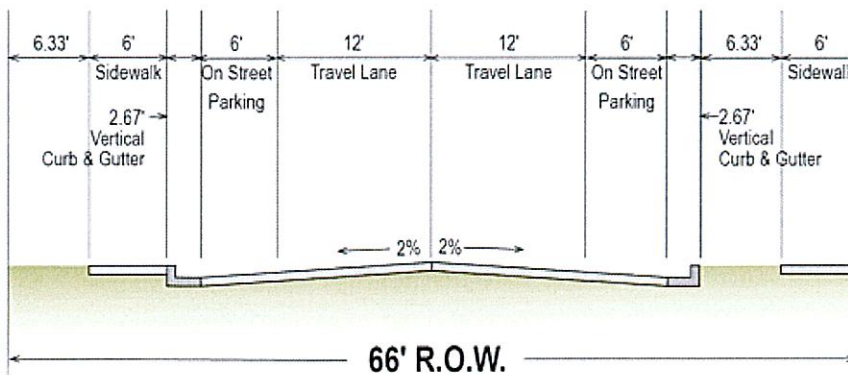 6.33' 6' 6' 12' 12' 6' 6.33' 6'
Sidewalk On Street Travel Lane Travel Lane On Street Sidewalk
Parking Parking
2.67' 2.67'
Vertical Vertical
Curb & Gutter Curb & Gutter
2% 2%
66' R.O.W.